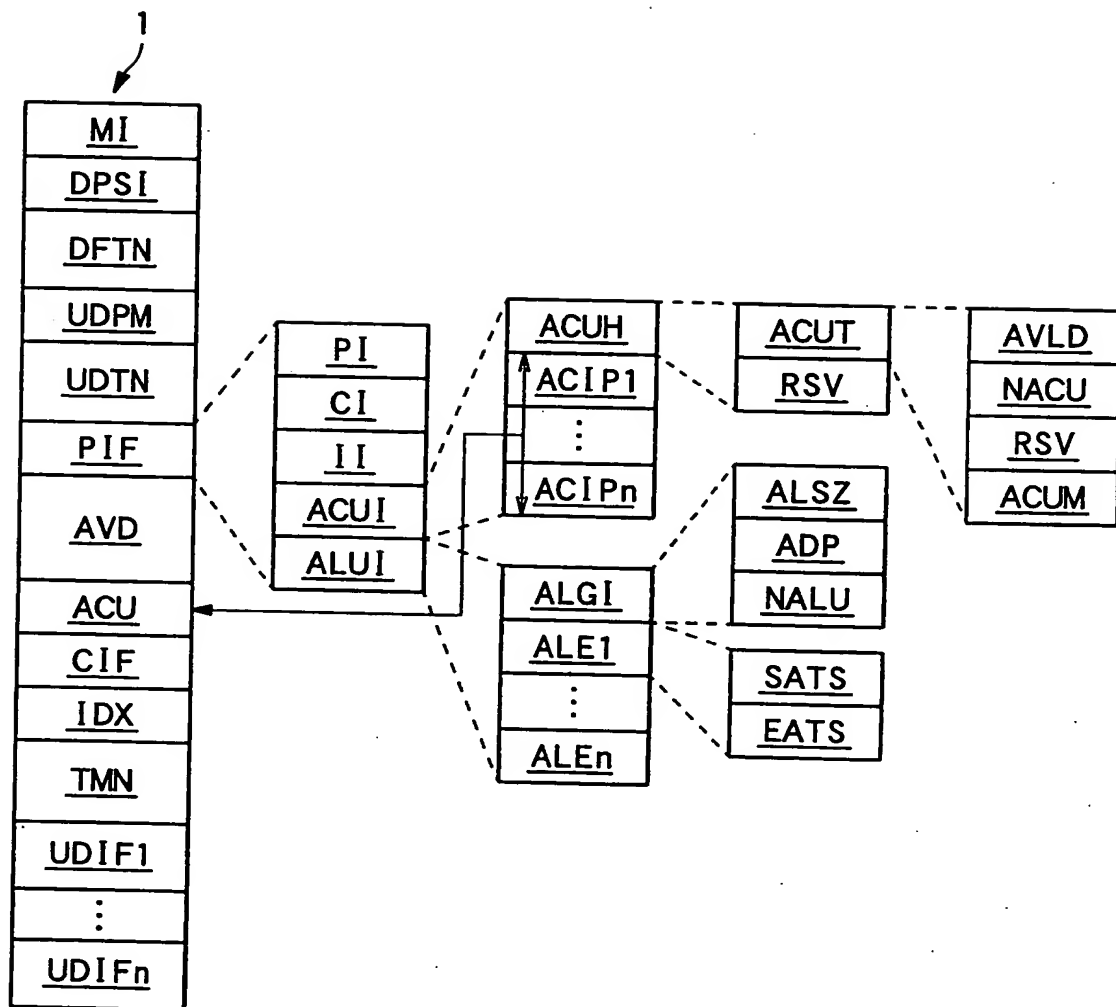 1
MI
DPSI
DFTN
UDPM
UDTN
PIF
AVD
ACU
CIF
IDX
TMN
UDIF1
⋮
UDIFn
PI
CI
II
ACUI
ALUI
ACUH
ACIP1
⋮
ACIPn
ALGI
ALE1
⋮
ALEn
ACUT
RSV
ALSZ
ADP
NALU
SATS
EATS
AVLD
NACU
RSV
ACUM